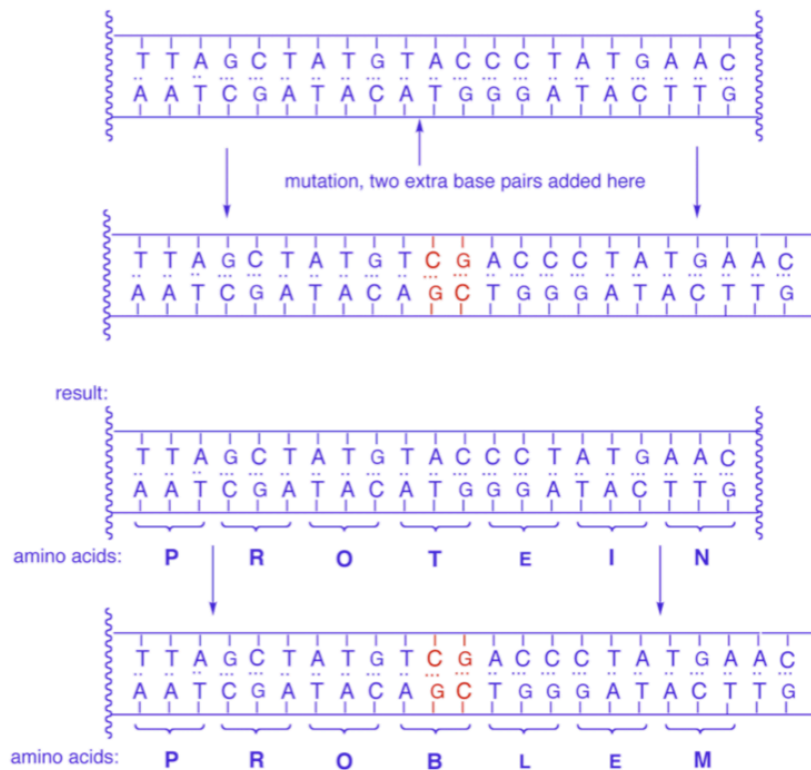 T T A G C T A T G T A C C C T A T G A A C
A A T C G A T A C A T G G G A T A C T T G
mutation, two extra base pairs added here
T T A G C T A T G T C G A C C C T A T G A A C
A A T C G A T A C A G C T G G G A T A C T T G
result:
T T A G C T A T G T A C C C T A T G A A C
A A T C G A T A C A T G G G A T A C T T G
amino acids: P R O T E I N
T T A G C T A T G T C G A C C C T A T G A A C
A A T C G A T A C A G C T G G G A T A C T T G
amino acids: P R O B L E M